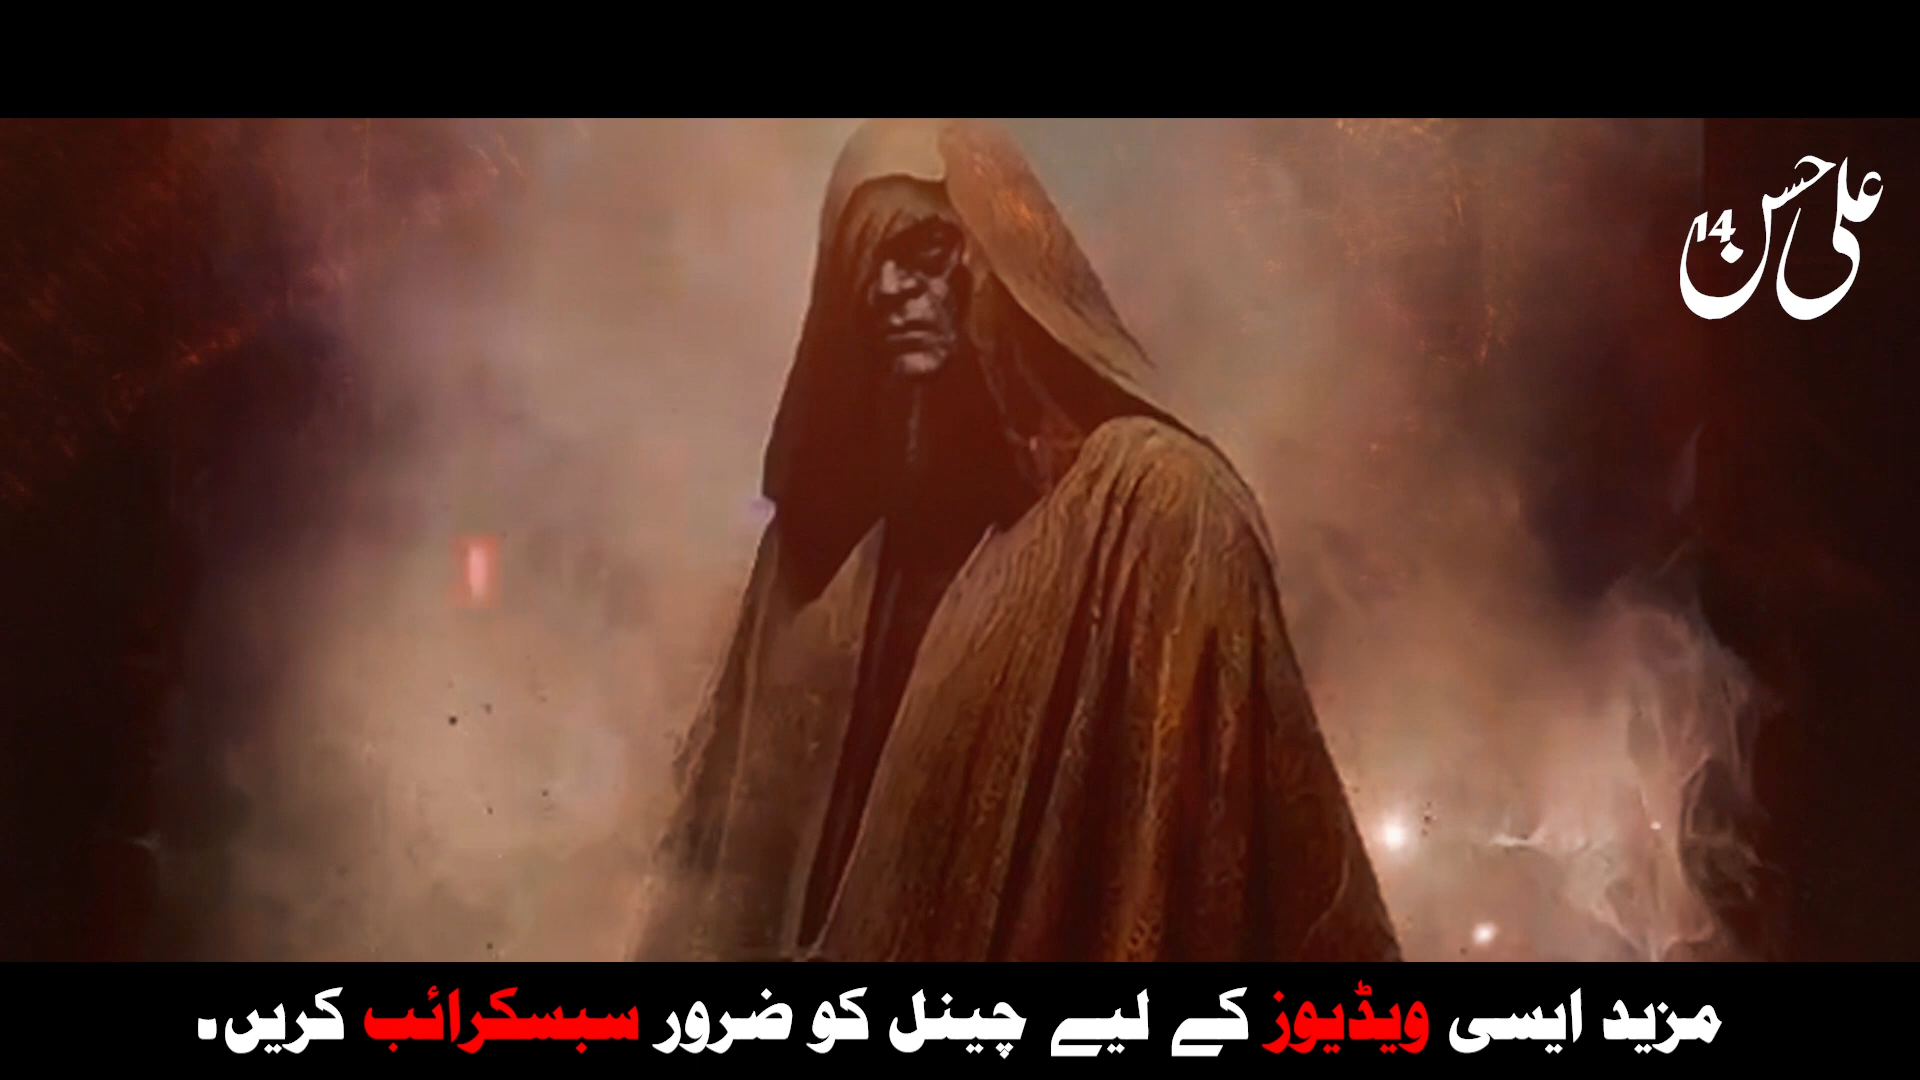 علی حسن
14
مزید ایسی ویڈیوز کے لیے چینل کو ضرور سبسکرائب کریں۔